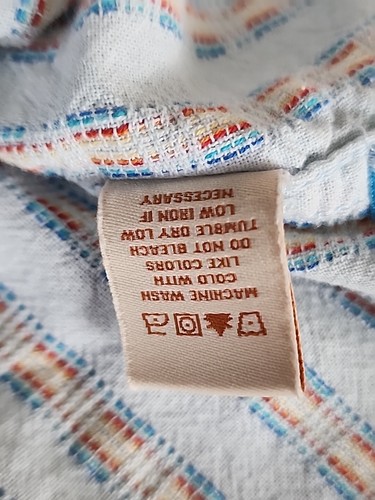 MACHINE WASH
COLD WITH
LIKE COLORS
DO NOT BLEACH
TUMBLE DRY LOW
LOW IRON IF
NECESSARY